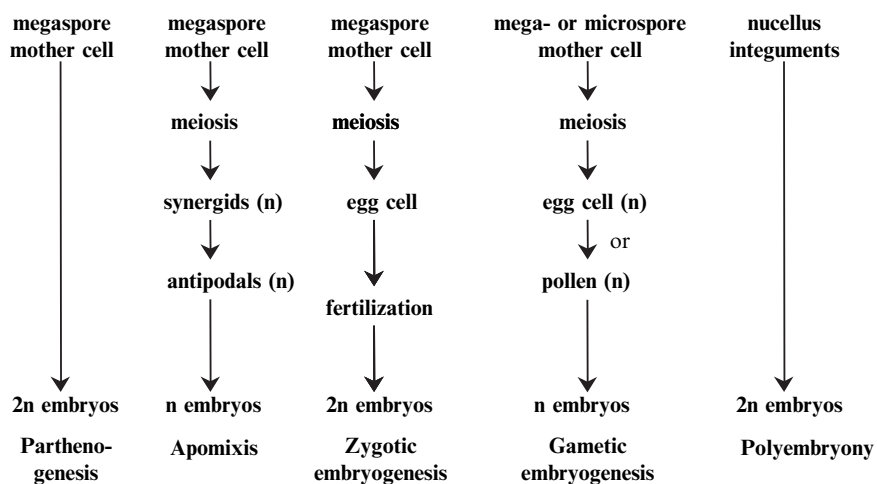 megaspore
mother cell
megaspore
mother cell
megaspore
mother cell
mega- or microspore
mother cell
nucellus
integuments
meiosis
meiosis
meiosis
synergids (n)
egg cell
egg cell (n)
or
antipodals (n)
pollen (n)
fertilization
2n embryos
n embryos
2n embryos
n embryos
2n embryos
Partheno-
genesis
Apomixis
Zygotic
embryogenesis
Gametic
embryogenesis
Polyembryony